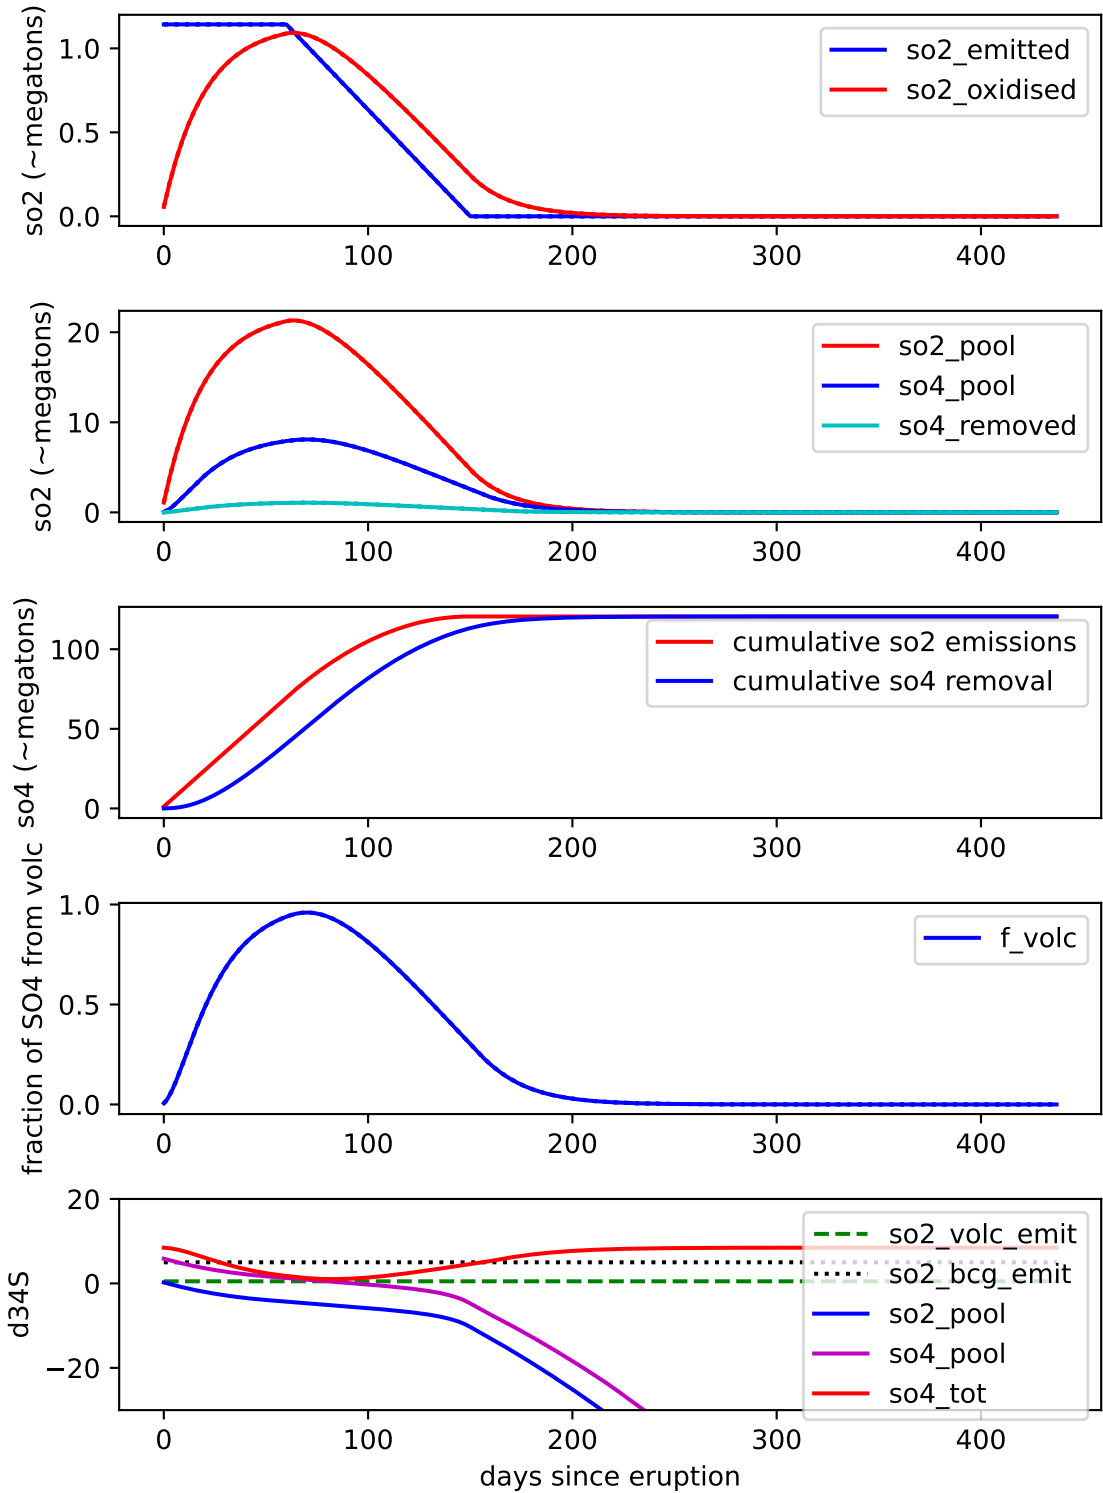 so2 (~megatons)
1.0
0.5
0.0
so2_emitted
so2_oxidised
0 100 200 300 400
so2 (~megatons)
20
10
0
so2_pool
so4_pool
so4_removed
0 100 200 300 400
so4 (~megatons)
100
50
0
cumulative so2 emissions
cumulative so4 removal
0 100 200 300 400
fraction of SO4 from volc
1.0
0.5
0.0
f_volc
0 100 200 300 400
d34S
20
0
−20
so2_volc_emit
so2_bcg_emit
so2_pool
so4_pool
so4_tot
0 100 200 300 400
days since eruption